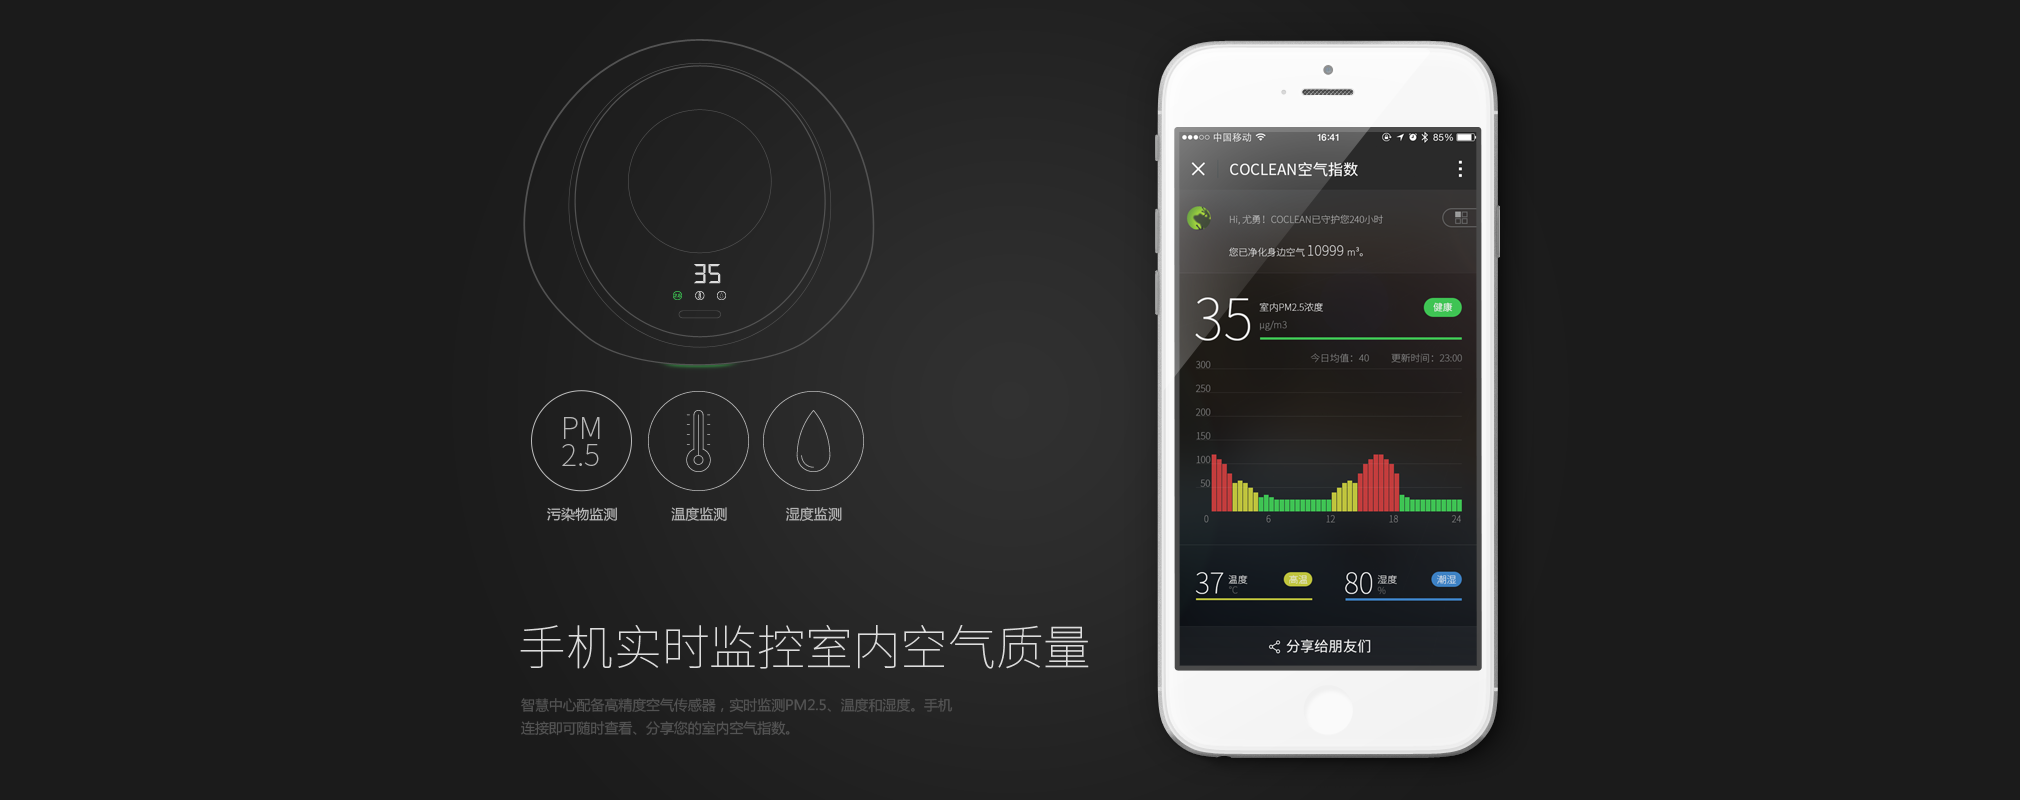 35
PM
2.5
污染物监测
温度监测
湿度监测
手机实时监控室内空气质量
智慧中心配备高精度空气传感器，实时监测PM2.5、温度和湿度。手机
连接即可随时查看、分享您的室内空气指数。
中国移动 16:41 85%
COCLEAN空气指数
Hi, 尤勇！COCLEAN已守护您240小时
您已净化身边空气 10999 m³。
35 室内PM2.5浓度 健康
μg/m3
今日均值：40 更新时间：23:00
300
250
200
150
100
50
0 6 12 18 24
37 温度 ℃ 高温
80 湿度 % 潮湿
分享给朋友们